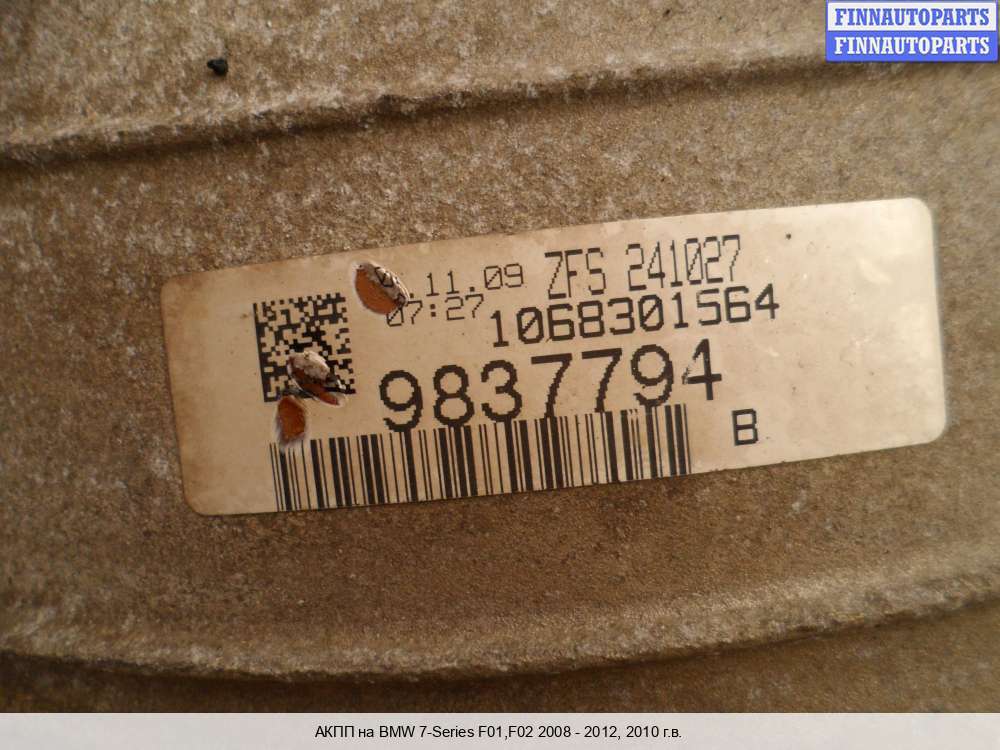 FINNAUTOPARTS
FINNAUTOPARTS
11.09 ZFS 241027
07:27 1068301564
9837794
B
АКПП на BMW 7-Series F01,F02 2008 - 2012, 2010 г.в.